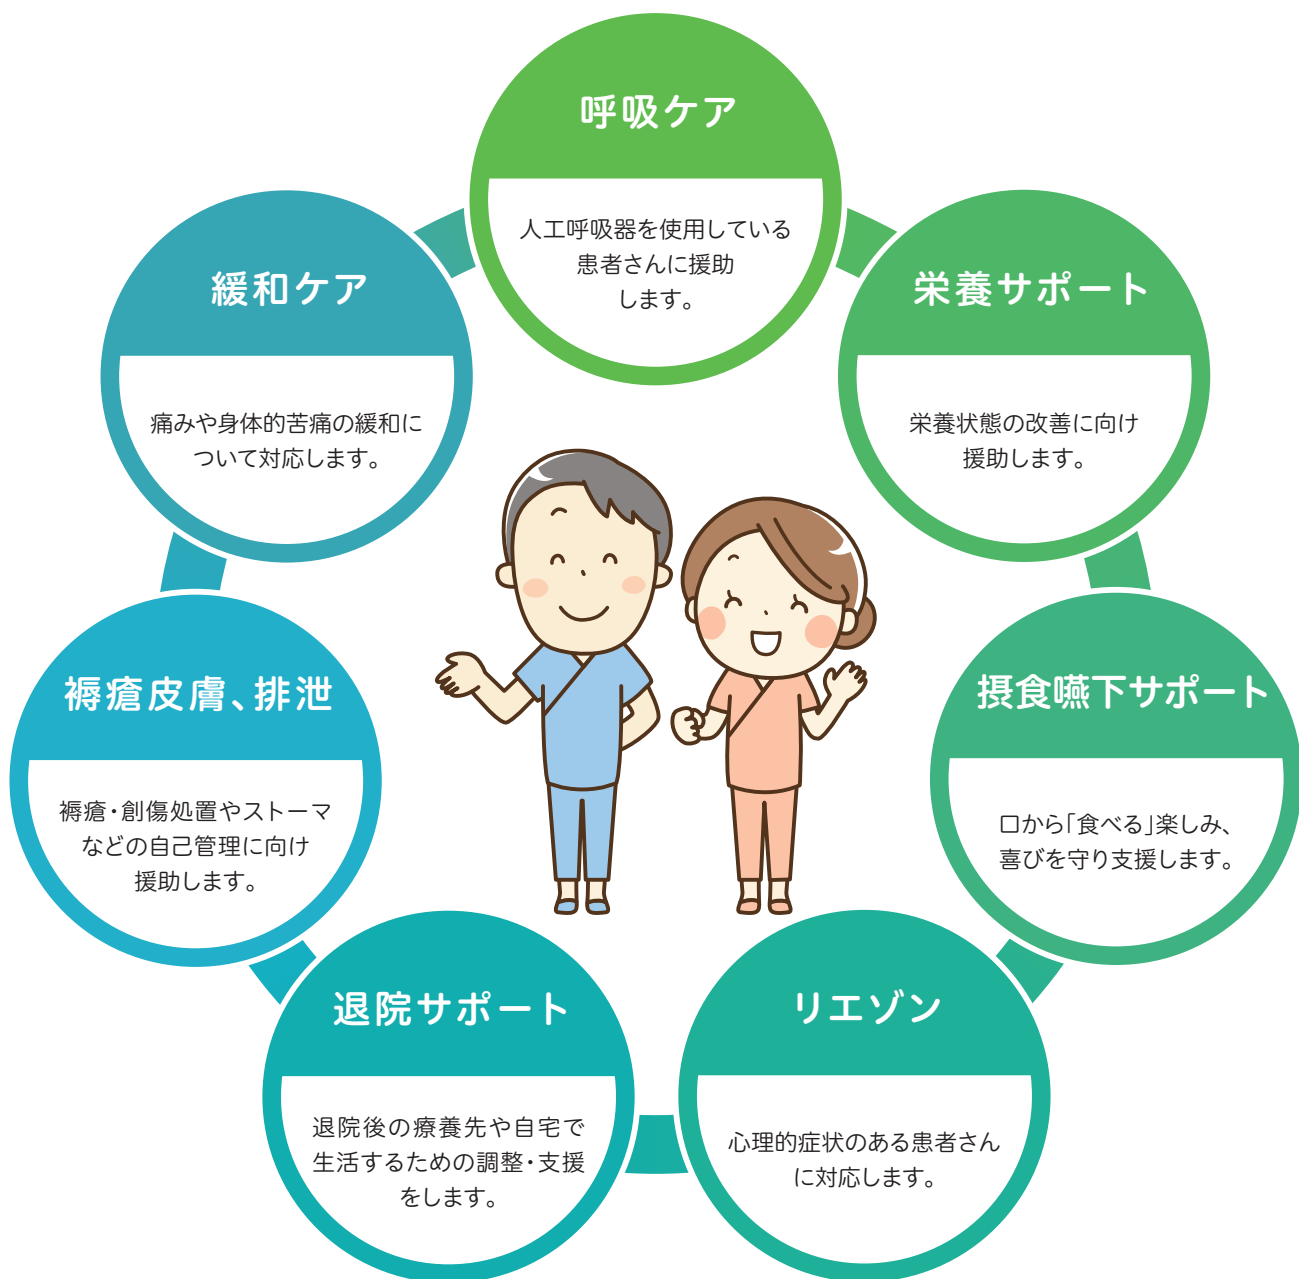 呼吸ケア
人工呼吸器を使用している
患者さんに援助
します。
栄養サポート
栄養状態の改善に向け
援助します。
摂食嚥下サポート
口から「食べる」楽しみ、
喜びを守り支援します。
リエゾン
心理的症状のある患者さん
に対応します。
退院サポート
退院後の療養先や自宅で
生活するための調整・支援
をします。
褥瘡皮膚、排泄
褥瘡・創傷処置やストーマ
などの自己管理に向け
援助します。
緩和ケア
痛みや身体的苦痛の緩和に
ついて対応します。